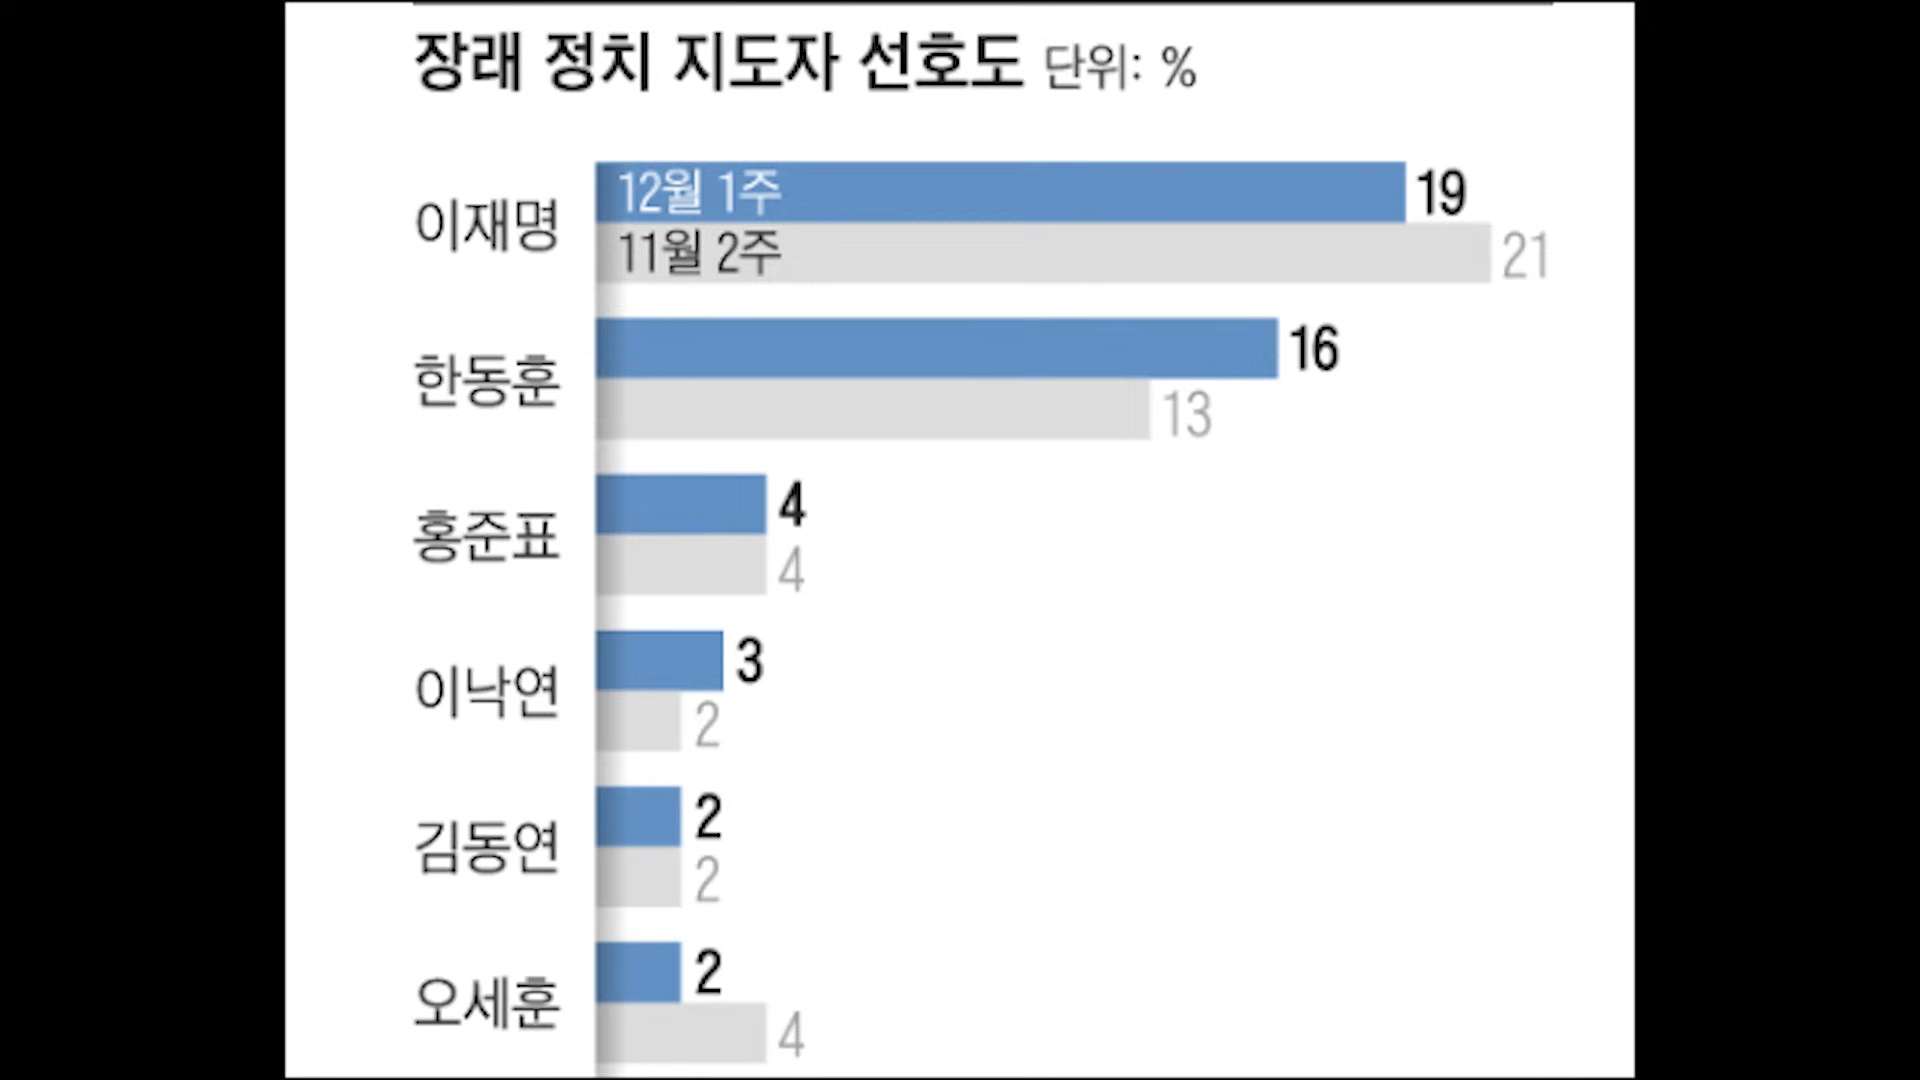 장래 정치 지도자 선호도 단위: %
이재명
12월 1주 19
11월 2주 21
한동훈
16
13
홍준표
4
4
이낙연
3
2
김동연
2
2
오세훈
2
4